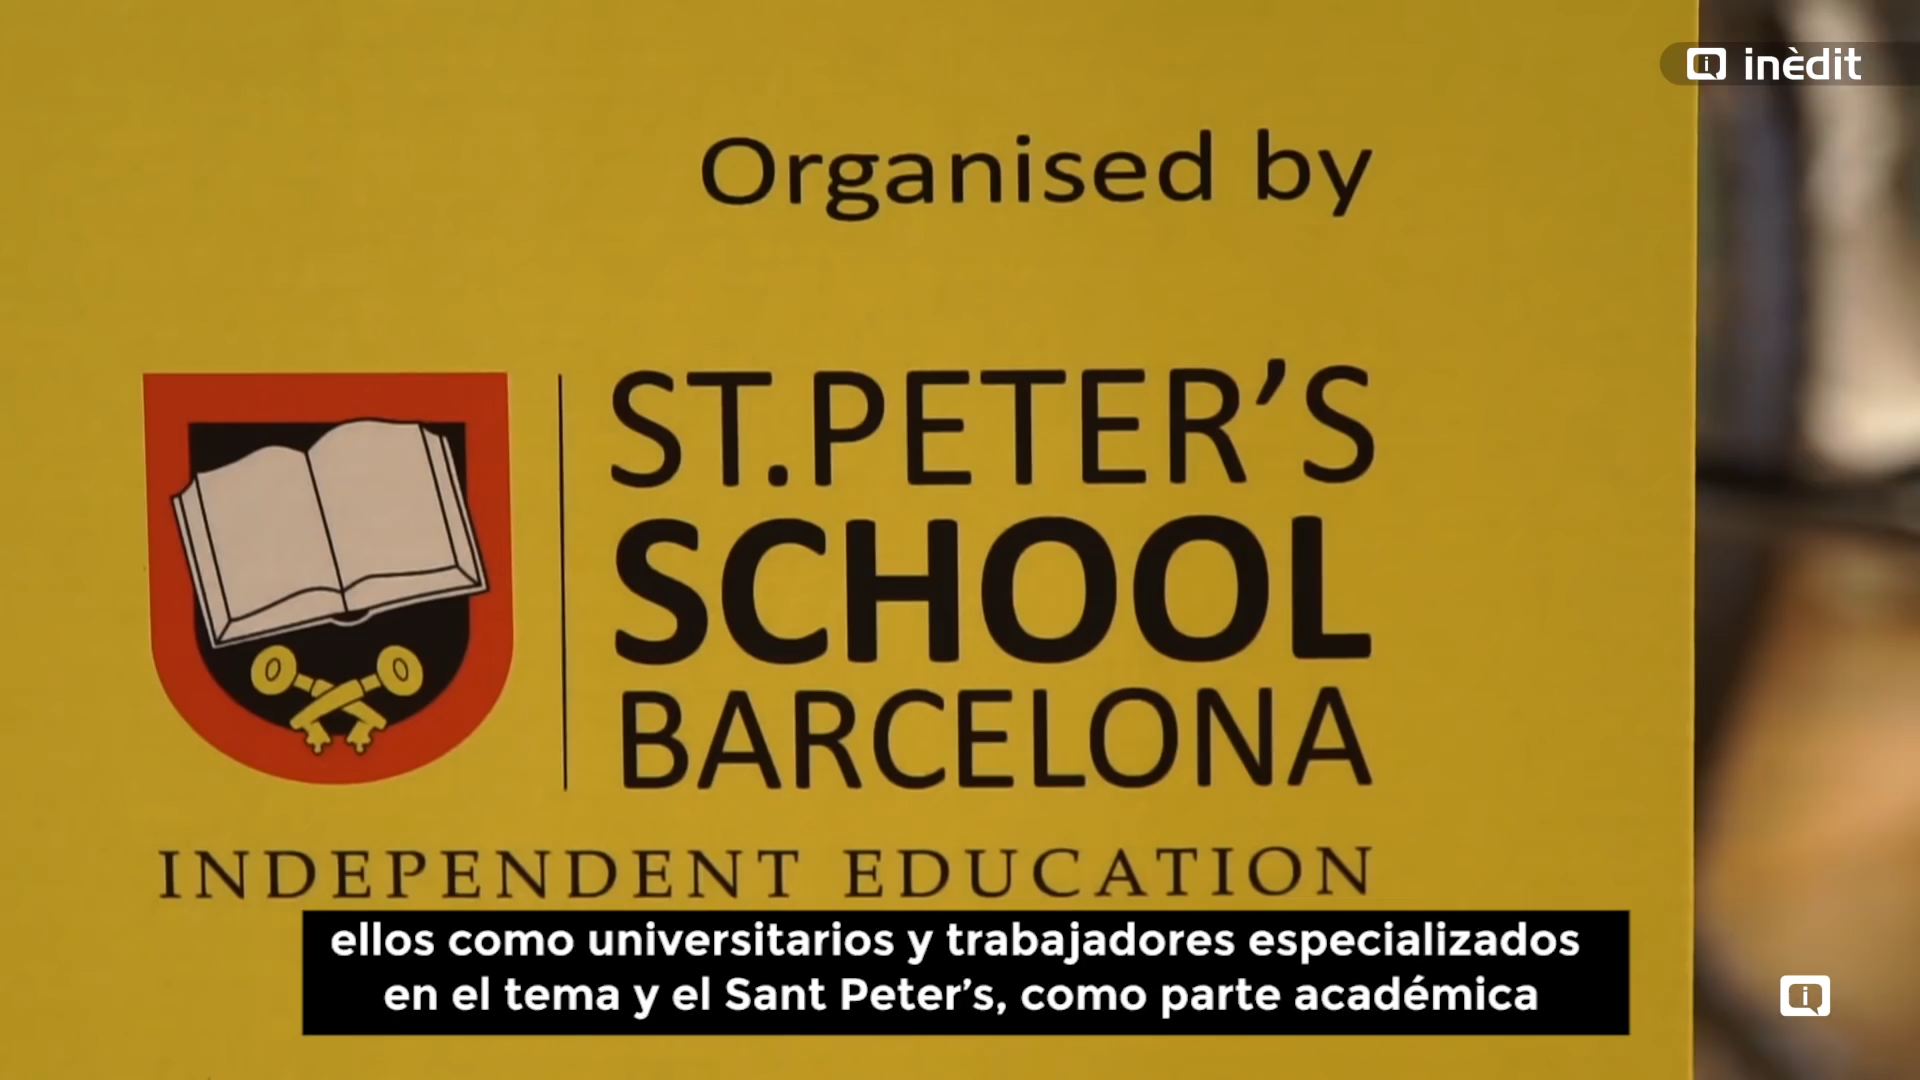 inèdit
Organised by
ST.PETER'S
SCHOOL
BARCELONA
INDEPENDENT EDUCATION
ellos como universitarios y trabajadores especializados
en el tema y el Sant Peter's, como parte académica